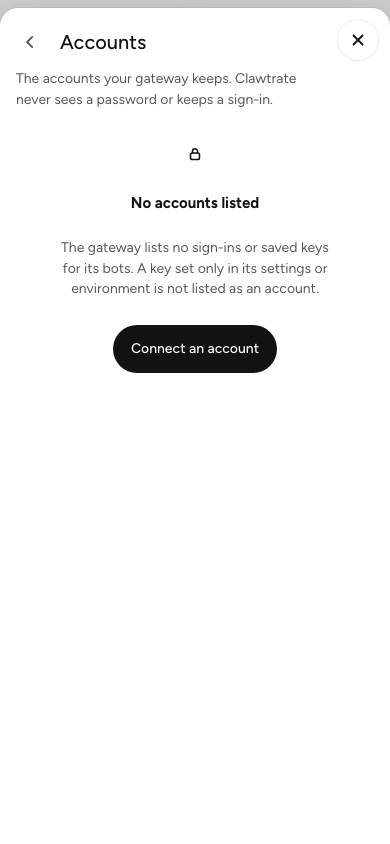 Accounts
The accounts your gateway keeps. Clawtrate
never sees a password or keeps a sign-in.
No accounts listed
The gateway lists no sign-ins or saved keys
for its bots. A key set only in its settings or
environment is not listed as an account.
Connect an account